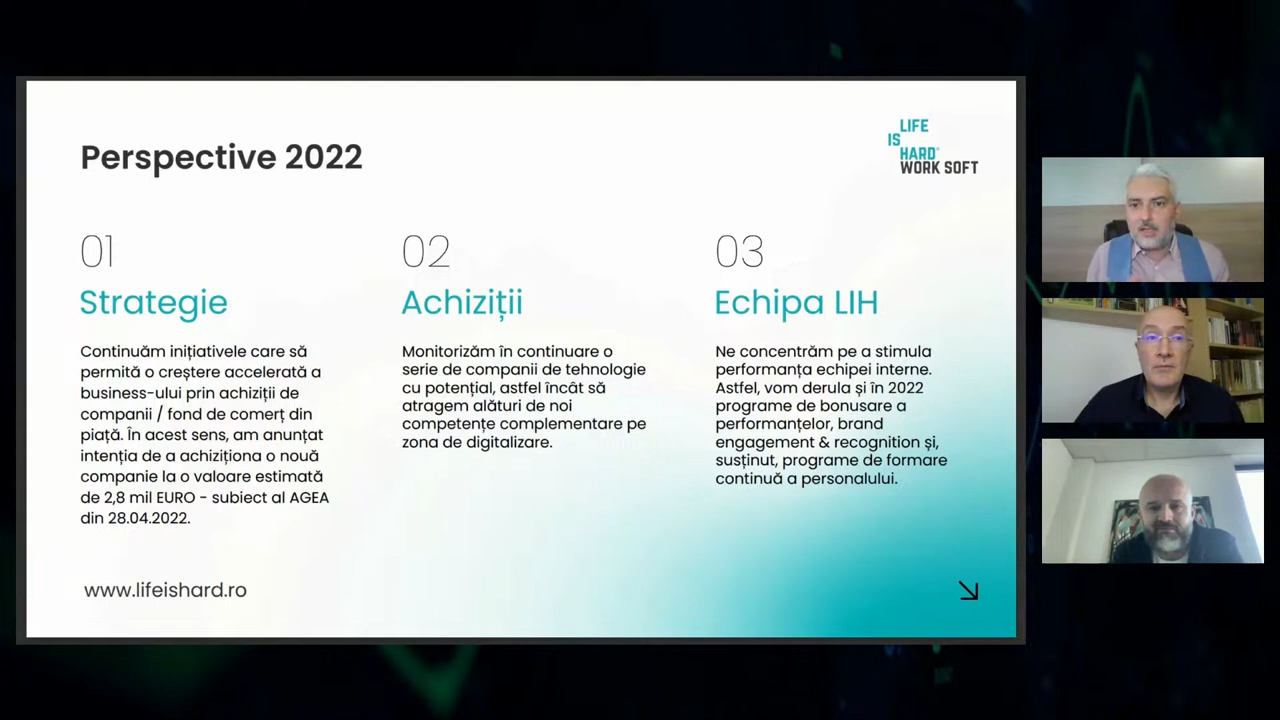 Perspective 2022
LIFE
IS
HARD®
WORK SOFT
01
Strategie
Continuăm inițiativele care să
permită o creștere accelerată a
business-ului prin achiziții de
companii / fond de comerț din
piață. În acest sens, am anunțat
intenția de a achiziționa o nouă
companie la o valoare estimată
de 2,8 mil EURO - subiect al AGEA
din 28.04.2022.
02
Achiziții
Monitorizăm în continuare o
serie de companii de tehnologie
cu potențial, astfel încât să
atragem alături de noi
competențe complementare pe
zona de digitalizare.
03
Echipa LIH
Ne concentrăm pe a stimula
performanța echipei interne.
Astfel, vom derula și în 2022
programe de bonusare a
performanțelor, brand
engagement & recognition și,
susținut, programe de formare
continuă a personalului.
www.lifeishard.ro